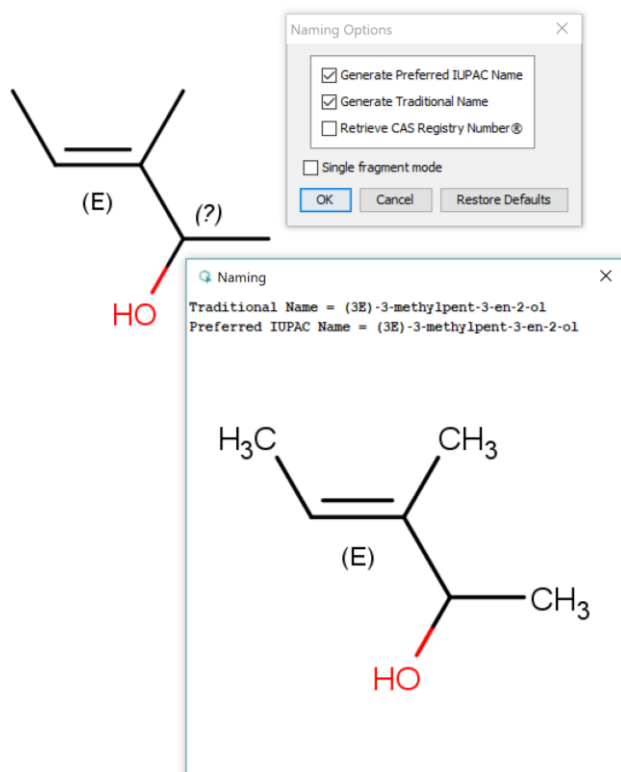 Naming Options
Generate Preferred IUPAC Name
Generate Traditional Name
Retrieve CAS Registry Number®
Single fragment mode
OK Cancel Restore Defaults
(E)
(?)
HO
Naming
Traditional Name = (3E)-3-methylpent-3-en-2-ol
Preferred IUPAC Name = (3E)-3-methylpent-3-en-2-ol
H₃C
CH₃
(E)
CH₃
HO